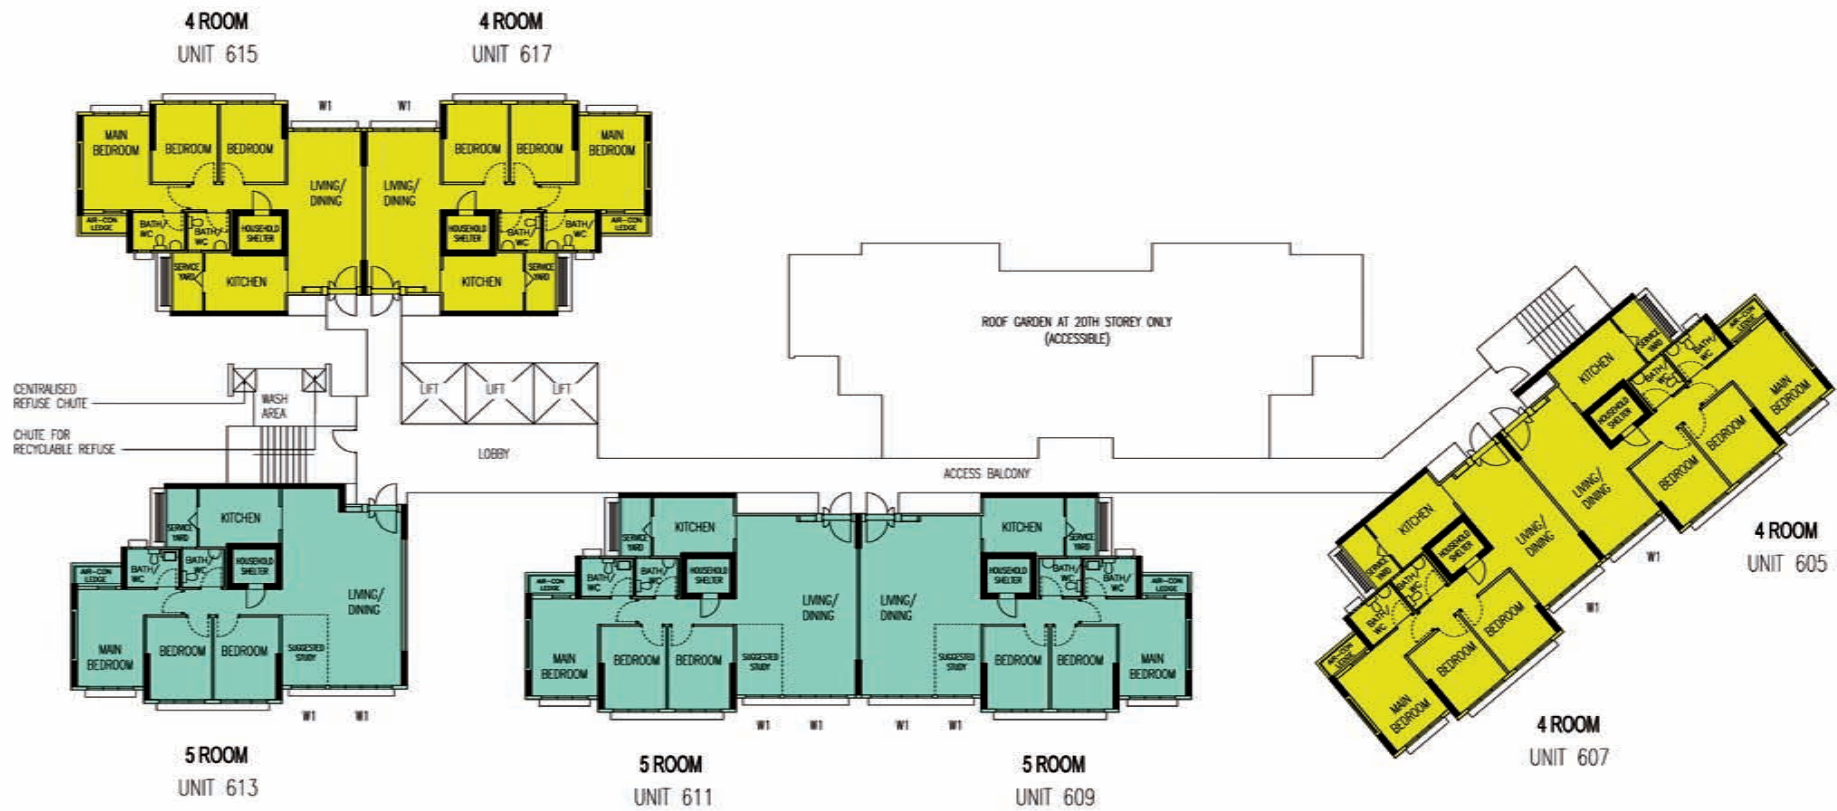 4 ROOM
UNIT 615
4 ROOM
UNIT 617
W1
W1
MAIN
BEDROOM
BEDROOM
BEDROOM
LIVING/
DINING
AIR-CON
LEDGE
BATH/
WC
BATH/
WC
HOUSEHOLD
SHELTER
SERVICE
YARD
KITCHEN
LIVING/
DINING
BEDROOM
BEDROOM
MAIN
BEDROOM
HOUSEHOLD
SHELTER
BATH/
WC
BATH/
WC
AIR-CON
LEDGE
KITCHEN
SERVICE
YARD
ROOF GARDEN AT 20TH STOREY ONLY
(ACCESSIBLE)
CENTRALISED
REFUSE CHUTE
WASH
AREA
CHUTE FOR
RECYCLABLE REFUSE
LIFT
LIFT
LIFT
LOBBY
ACCESS BALCONY
SERVICE
YARD
KITCHEN
AIR-CON
LEDGE
BATH/
WC
BATH/
WC
HOUSEHOLD
SHELTER
LIVING/
DINING
MAIN
BEDROOM
BEDROOM
BEDROOM
SUGGESTED
STUDY
W1
W1
5 ROOM
UNIT 613
SERVICE
YARD
KITCHEN
AIR-CON
LEDGE
BATH/
WC
BATH/
WC
HOUSEHOLD
SHELTER
LIVING/
DINING
MAIN
BEDROOM
BEDROOM
BEDROOM
SUGGESTED
STUDY
W1
W1
5 ROOM
UNIT 611
KITCHEN
SERVICE
YARD
HOUSEHOLD
SHELTER
BATH/
WC
BATH/
WC
AIR-CON
LEDGE
LIVING/
DINING
SUGGESTED
STUDY
BEDROOM
BEDROOM
MAIN
BEDROOM
W1
W1
5 ROOM
UNIT 609
AIR-CON
LEDGE
SERVICE
YARD
KITCHEN
BATH/
WC
BATH/
WC
MAIN
BEDROOM
HOUSEHOLD
SHELTER
BEDROOM
BEDROOM
LIVING/
DINING
W1
4 ROOM
UNIT 605
KITCHEN
SERVICE
YARD
HOUSEHOLD
SHELTER
LIVING/
DINING
BATH/
WC
BATH/
WC
AIR-CON
LEDGE
BEDROOM
BEDROOM
MAIN
BEDROOM
W1
4 ROOM
UNIT 607